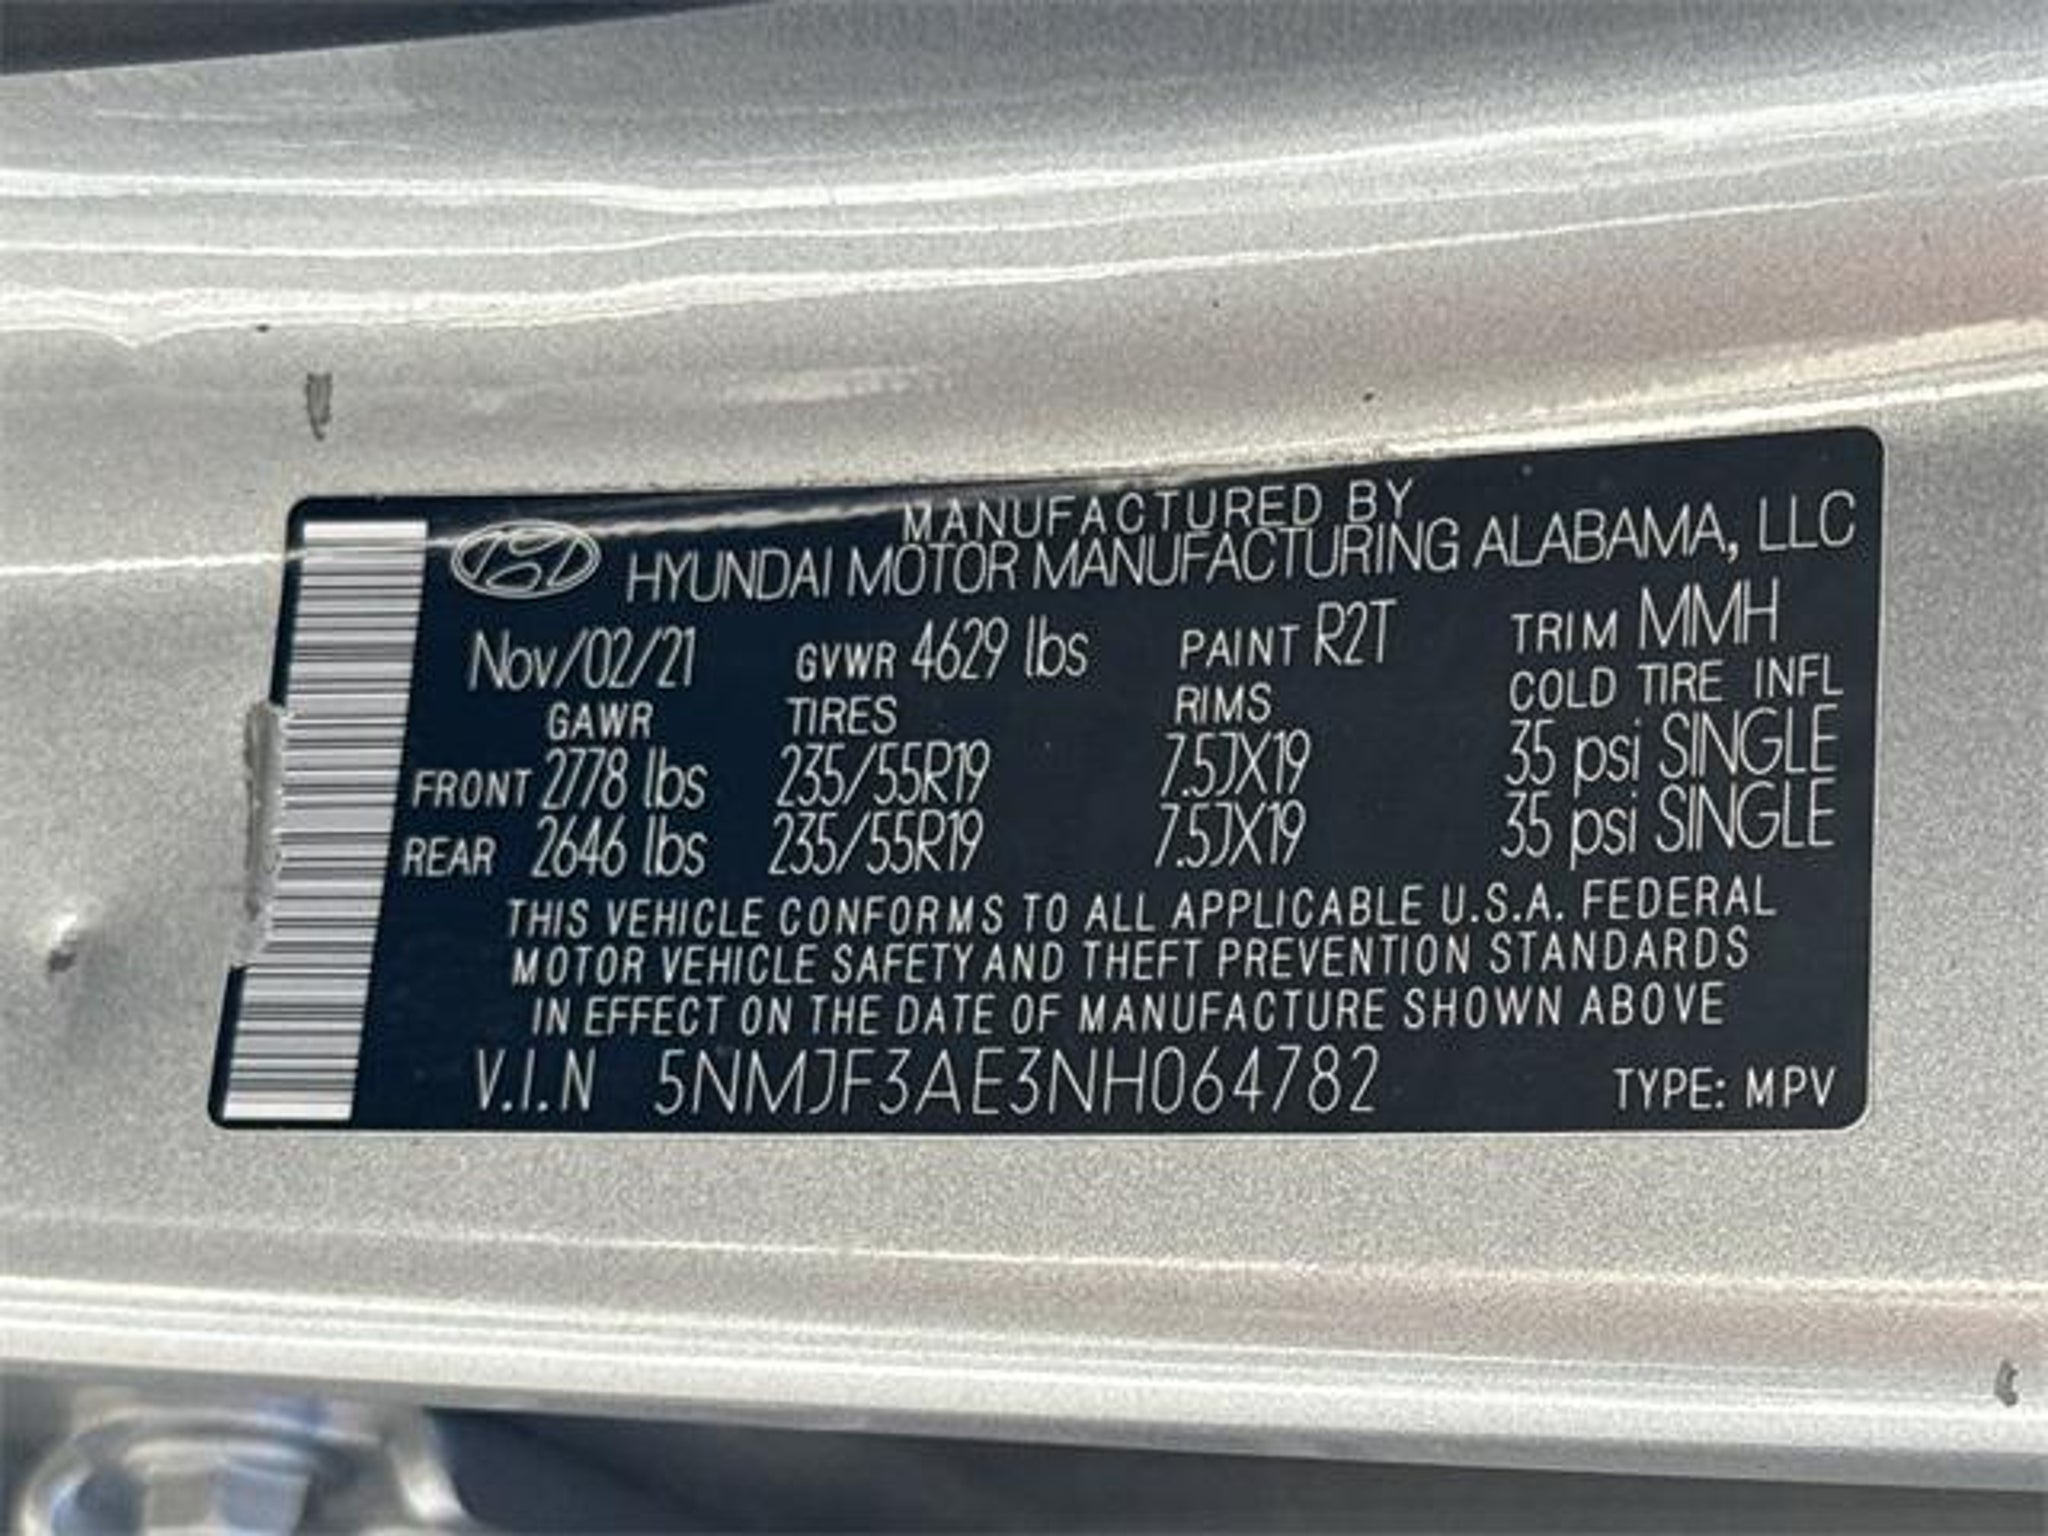 MANUFACTURED BY
HYUNDAI MOTOR MANUFACTURING ALABAMA, LLC
Nov/02/21 GVWR 4629 lbs PAINT R2T TRIM MMH
GAWR TIRES RIMS COLD TIRE INFL
FRONT 2778 lbs 235/55R19 7.5JX19 35 psi SINGLE
REAR 2646 lbs 235/55R19 7.5JX19 35 psi SINGLE
THIS VEHICLE CONFORMS TO ALL APPLICABLE U.S.A. FEDERAL
MOTOR VEHICLE SAFETY AND THEFT PREVENTION STANDARDS
IN EFFECT ON THE DATE OF MANUFACTURE SHOWN ABOVE
V.I.N 5NMJF3AE3NH064782 TYPE: MPV